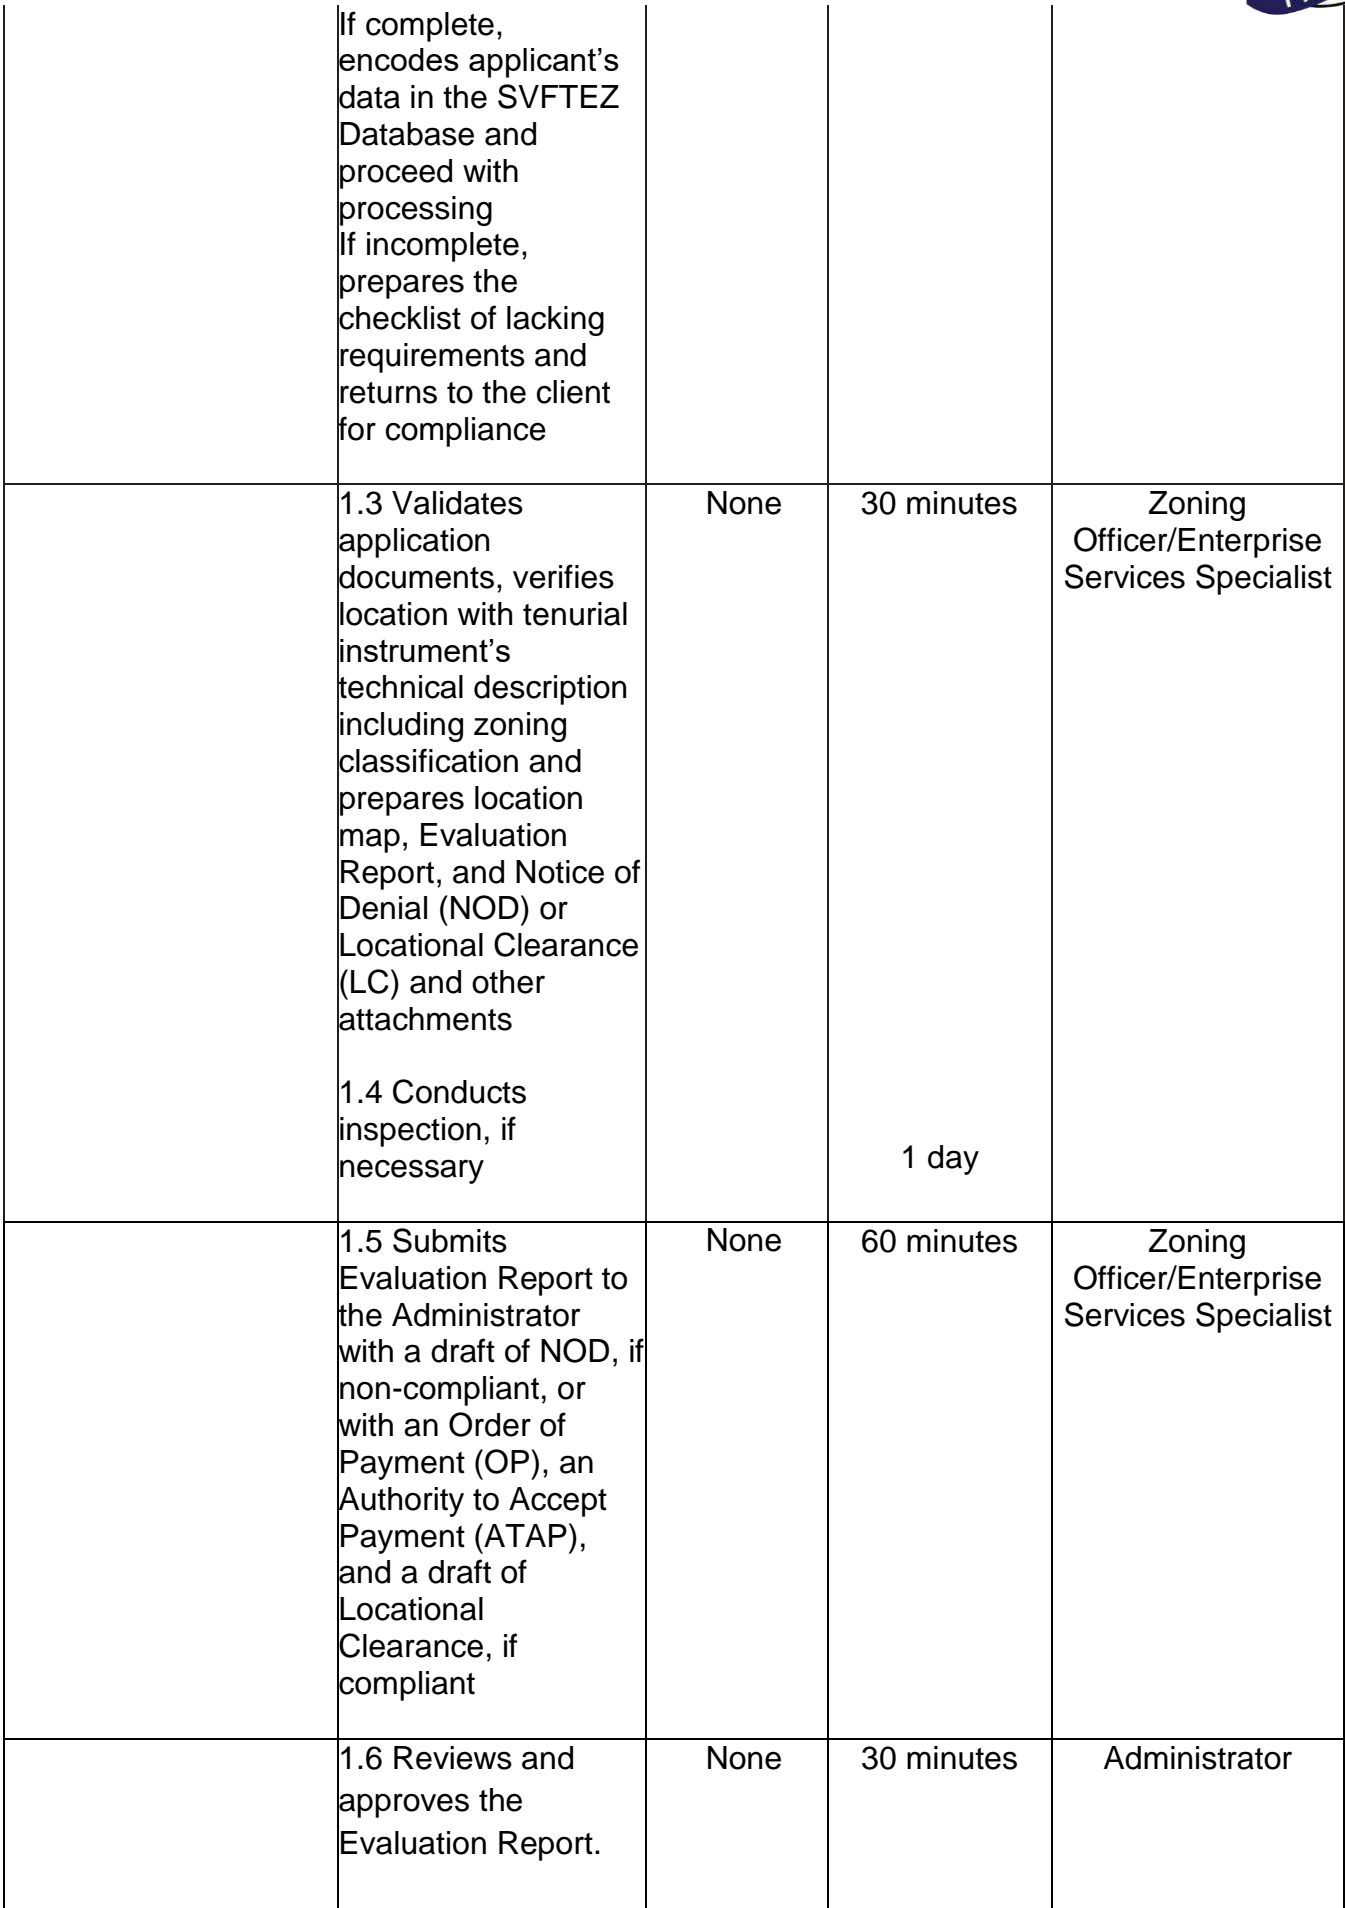 If complete,
encodes applicant’s
data in the SVFTEZ
Database and
proceed with
processing
If incomplete,
prepares the
checklist of lacking
requirements and
returns to the client
for compliance
1.3 Validates
application
documents, verifies
location with tenurial
instrument’s
technical description
including zoning
classification and
prepares location
map, Evaluation
Report, and Notice of
Denial (NOD) or
Locational Clearance
(LC) and other
attachments
1.4 Conducts
inspection, if
necessary
None
30 minutes
1 day
Zoning
Officer/Enterprise
Services Specialist
1.5 Submits
Evaluation Report to
the Administrator
with a draft of NOD, if
non-compliant, or
with an Order of
Payment (OP), an
Authority to Accept
Payment (ATAP),
and a draft of
Locational
Clearance, if
compliant
None
60 minutes
Zoning
Officer/Enterprise
Services Specialist
1.6 Reviews and
approves the
Evaluation Report.
None
30 minutes
Administrator